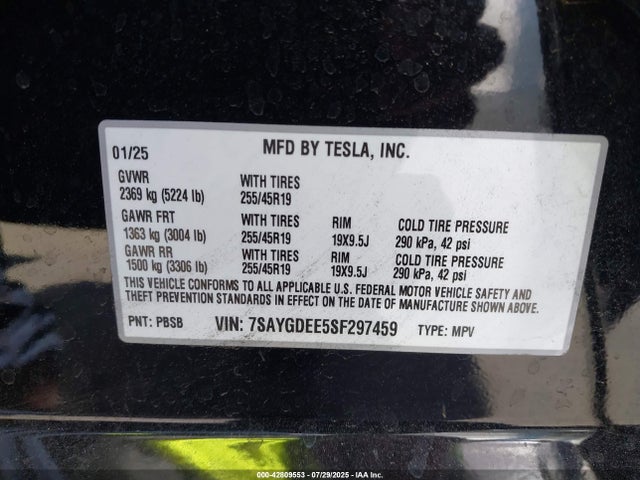 01/25 MFD BY TESLA, INC.
GVWR WITH TIRES
2369 kg (5224 lb) 255/45R19
GAWR FRT WITH TIRES RIM COLD TIRE PRESSURE
1363 kg (3004 lb) 255/45R19 19X9.5J 290 kPa, 42 psi
GAWR RR WITH TIRES RIM COLD TIRE PRESSURE
1500 kg (3306 lb) 255/45R19 19X9.5J 290 kPa, 42 psi
THIS VEHICLE CONFORMS TO ALL APPLICABLE U.S. FEDERAL MOTOR VEHICLE SAFETY AND
THEFT PREVENTION STANDARDS IN EFFECT ON THE DATE OF MANUFACTURE SHOWN ABOVE.
PNT: PBSB VIN: 7SAYGDEE5SF297459 TYPE: MPV
000-42809553 - 07/29/2025 - IAA Inc.